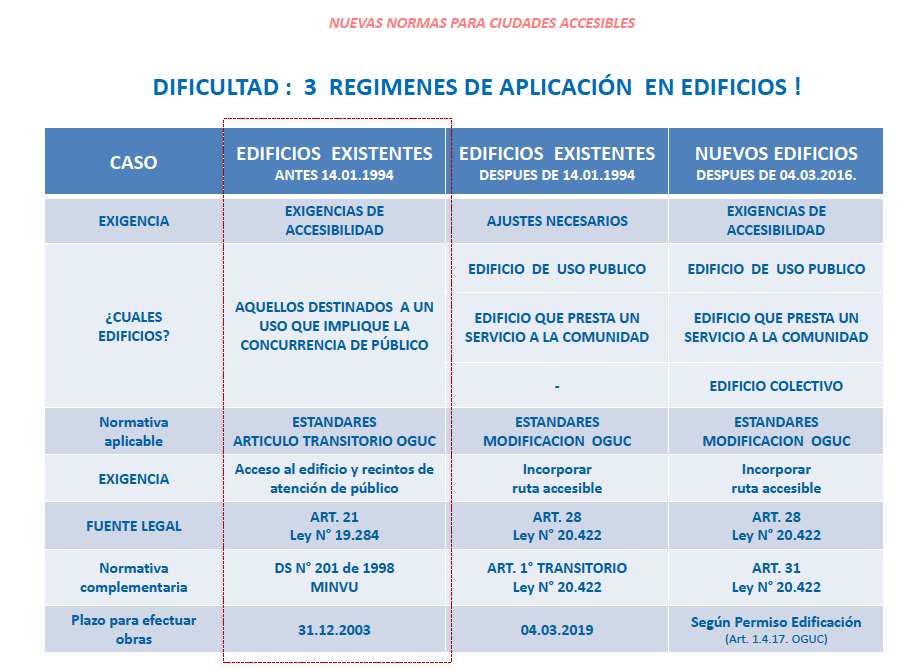 NUEVAS NORMAS PARA CIUDADES ACCESIBLES
DIFICULTAD : 3 REGIMENES DE APLICACIÓN EN EDIFICIOS !
CASO
EDIFICIOS EXISTENTES
ANTES 14.01.1994
EDIFICIOS EXISTENTES
DESPUES DE 14.01.1994
NUEVOS EDIFICIOS
DESPUES DE 04.03.2016.
EXIGENCIA
EXIGENCIAS DE
ACCESIBILIDAD
AJUSTES NECESARIOS
EXIGENCIAS DE
ACCESIBILIDAD
¿CUALES
EDIFICIOS?
AQUELLOS DESTINADOS A UN
USO QUE IMPLIQUE LA
CONCURRENCIA DE PÚBLICO
EDIFICIO DE USO PUBLICO
EDIFICIO DE USO PUBLICO
EDIFICIO QUE PRESTA UN
SERVICIO A LA COMUNIDAD
EDIFICIO QUE PRESTA UN
SERVICIO A LA COMUNIDAD
-
EDIFICIO COLECTIVO
Normativa
aplicable
ESTANDARES
ARTICULO TRANSITORIO OGUC
ESTANDARES
MODIFICACION OGUC
ESTANDARES
MODIFICACION OGUC
EXIGENCIA
Acceso al edificio y recintos de
atención de público
Incorporar
ruta accesible
Incorporar
ruta accesible
FUENTE LEGAL
ART. 21
Ley N° 19.284
ART. 28
Ley N° 20.422
ART. 28
Ley N° 20.422
Normativa
complementaria
DS N° 201 de 1998
MINVU
ART. 1° TRANSITORIO
Ley N° 20.422
ART. 31
Ley N° 20.422
Plazo para efectuar
obras
31.12.2003
04.03.2019
Según Permiso Edificación
(Art. 1.4.17. OGUC)